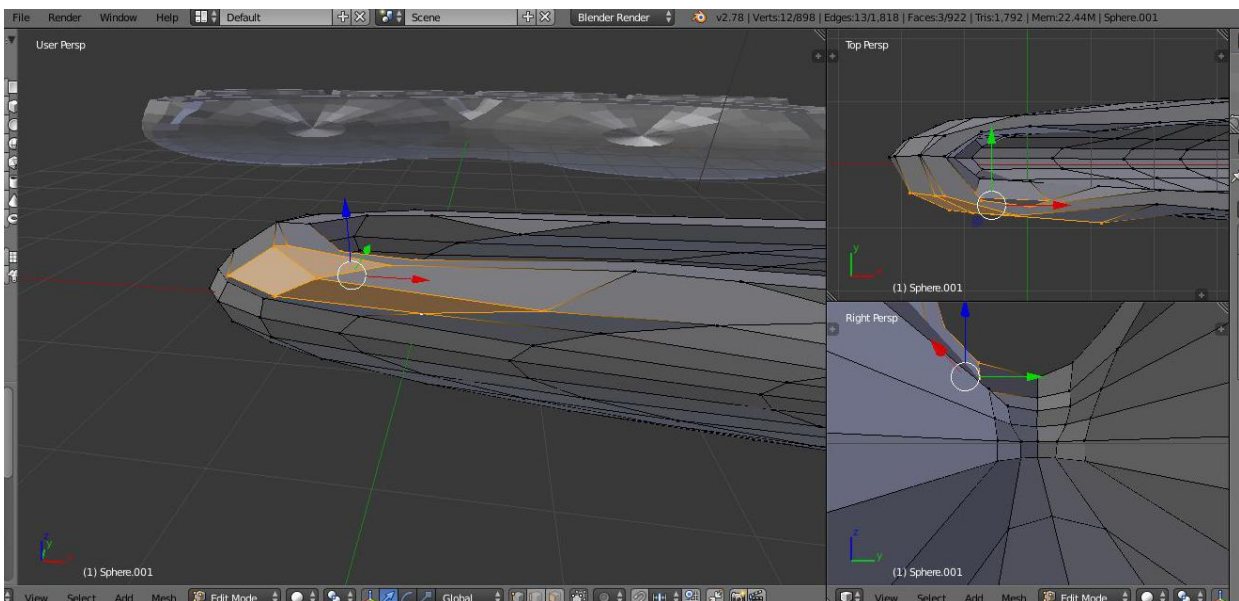 File Render Window Help Default Scene Blender Render v2.78 | Verts:12/898 | Edges:13/1,818 | Faces:3/922 | Tris:1,792 | Mem:22.44M | Sphere.001
User Persp
Top Persp
y
x
(1) Sphere.001
Right Persp
z
y
x
(1) Sphere.001
z
y
(1) Sphere.001
View Select Add Mesh Edit Mode Global View Select Add Mesh Edit Mode